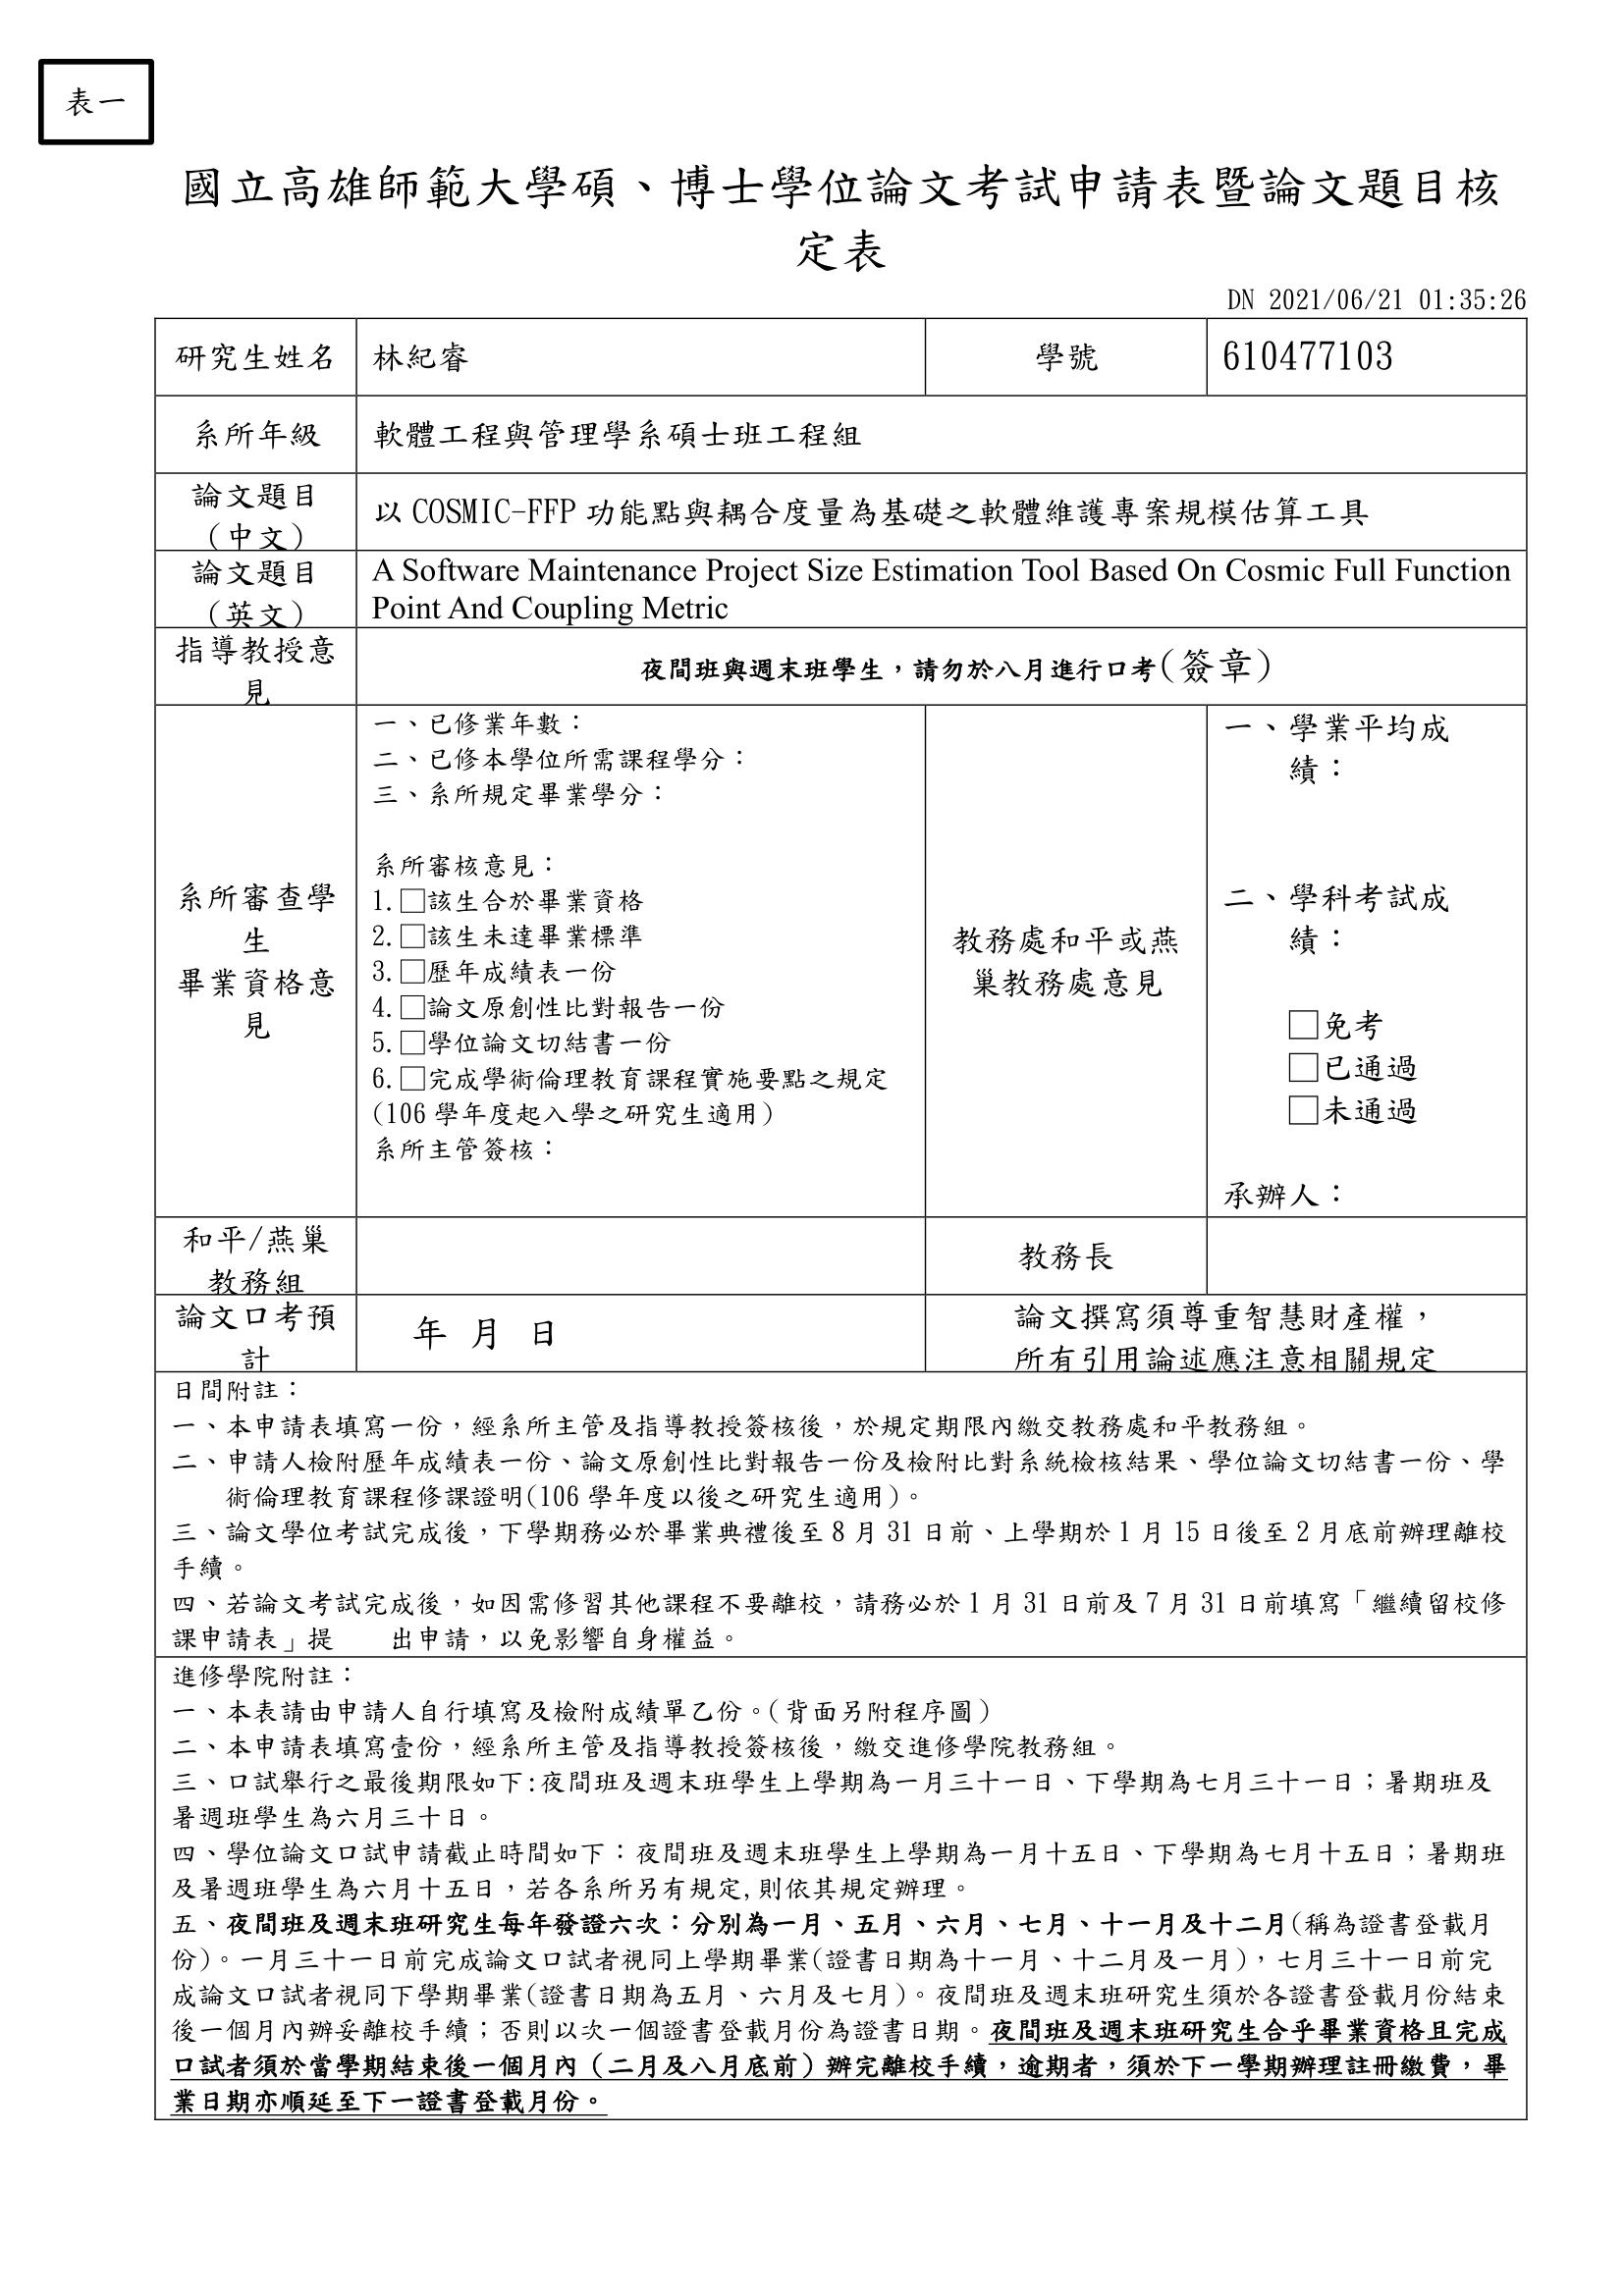 表一
國立高雄師範大學碩、博士學位論文考試申請表暨論文題目核
定表
DN 2021/06/21 01:35:26
研究生姓名
林紀睿
學號
610477103
系所年級
軟體工程與管理學系碩士班工程組
論文題目
（中文）
以 COSMIC-FFP 功能點與耦合度量為基礎之軟體維護專案規模估算工具
論文題目
（英文）
A Software Maintenance Project Size Estimation Tool Based On Cosmic Full Function
Point And Coupling Metric
指導教授意
見
夜間班與週末班學生，請勿於八月進行口考(簽章)
系所審查學
生
畢業資格意
見
一、已修業年數：
二、已修本學位所需課程學分：
三、系所規定畢業學分：
系所審核意見：
1.□該生合於畢業資格
2.□該生未達畢業標準
3.□歷年成績表一份
4.□論文原創性比對報告一份
5.□學位論文切結書一份
6.□完成學術倫理教育課程實施要點之規定
(106 學年度起入學之研究生適用)
系所主管簽核：
教務處和平或燕
巢教務處意見
一、學業平均成
績：
二、學科考試成
績：
□免考
□已通過
□未通過
承辦人：
和平/燕巢
教務組
教務長
論文口考預
計
年 月 日
論文撰寫須尊重智慧財產權，
所有引用論述應注意相關規定
日間附註：
一、本申請表填寫一份，經系所主管及指導教授簽核後，於規定期限內繳交教務處和平教務組。
二、申請人檢附歷年成績表一份、論文原創性比對報告一份及檢附比對系統檢核結果、學位論文切結書一份、學
術倫理教育課程修課證明(106 學年度以後之研究生適用)。
三、論文學位考試完成後，下學期務必於畢業典禮後至 8 月 31 日前、上學期於 1 月 15 日後至 2 月底前辦理離校
手續。
四、若論文考試完成後，如因需修習其他課程不要離校，請務必於 1 月 31 日前及 7 月 31 日前填寫「繼續留校修
課申請表」提 出申請，以免影響自身權益。
進修學院附註：
一、本表請由申請人自行填寫及檢附成績單乙份。(背面另附程序圖)
二、本申請表填寫壹份，經系所主管及指導教授簽核後，繳交進修學院教務組。
三、口試舉行之最後期限如下:夜間班及週末班學生上學期為一月三十一日、下學期為七月三十一日；暑期班及
暑週班學生為六月三十日。
四、學位論文口試申請截止時間如下：夜間班及週末班學生上學期為一月十五日、下學期為七月十五日；暑期班
及暑週班學生為六月十五日，若各系所另有規定,則依其規定辦理。
五、夜間班及週末班研究生每年發證六次：分別為一月、五月、六月、七月、十一月及十二月(稱為證書登載月
份)。一月三十一日前完成論文口試者視同上學期畢業(證書日期為十一月、十二月及一月)，七月三十一日前完
成論文口試者視同下學期畢業(證書日期為五月、六月及七月)。夜間班及週末班研究生須於各證書登載月份結束
後一個月內辦妥離校手續；否則以次一個證書登載月份為證書日期。夜間班及週末班研究生合乎畢業資格且完成
口試者須於當學期結束後一個月內（二月及八月底前）辦完離校手續，逾期者，須於下一學期辦理註冊繳費，畢
業日期亦順延至下一證書登載月份。